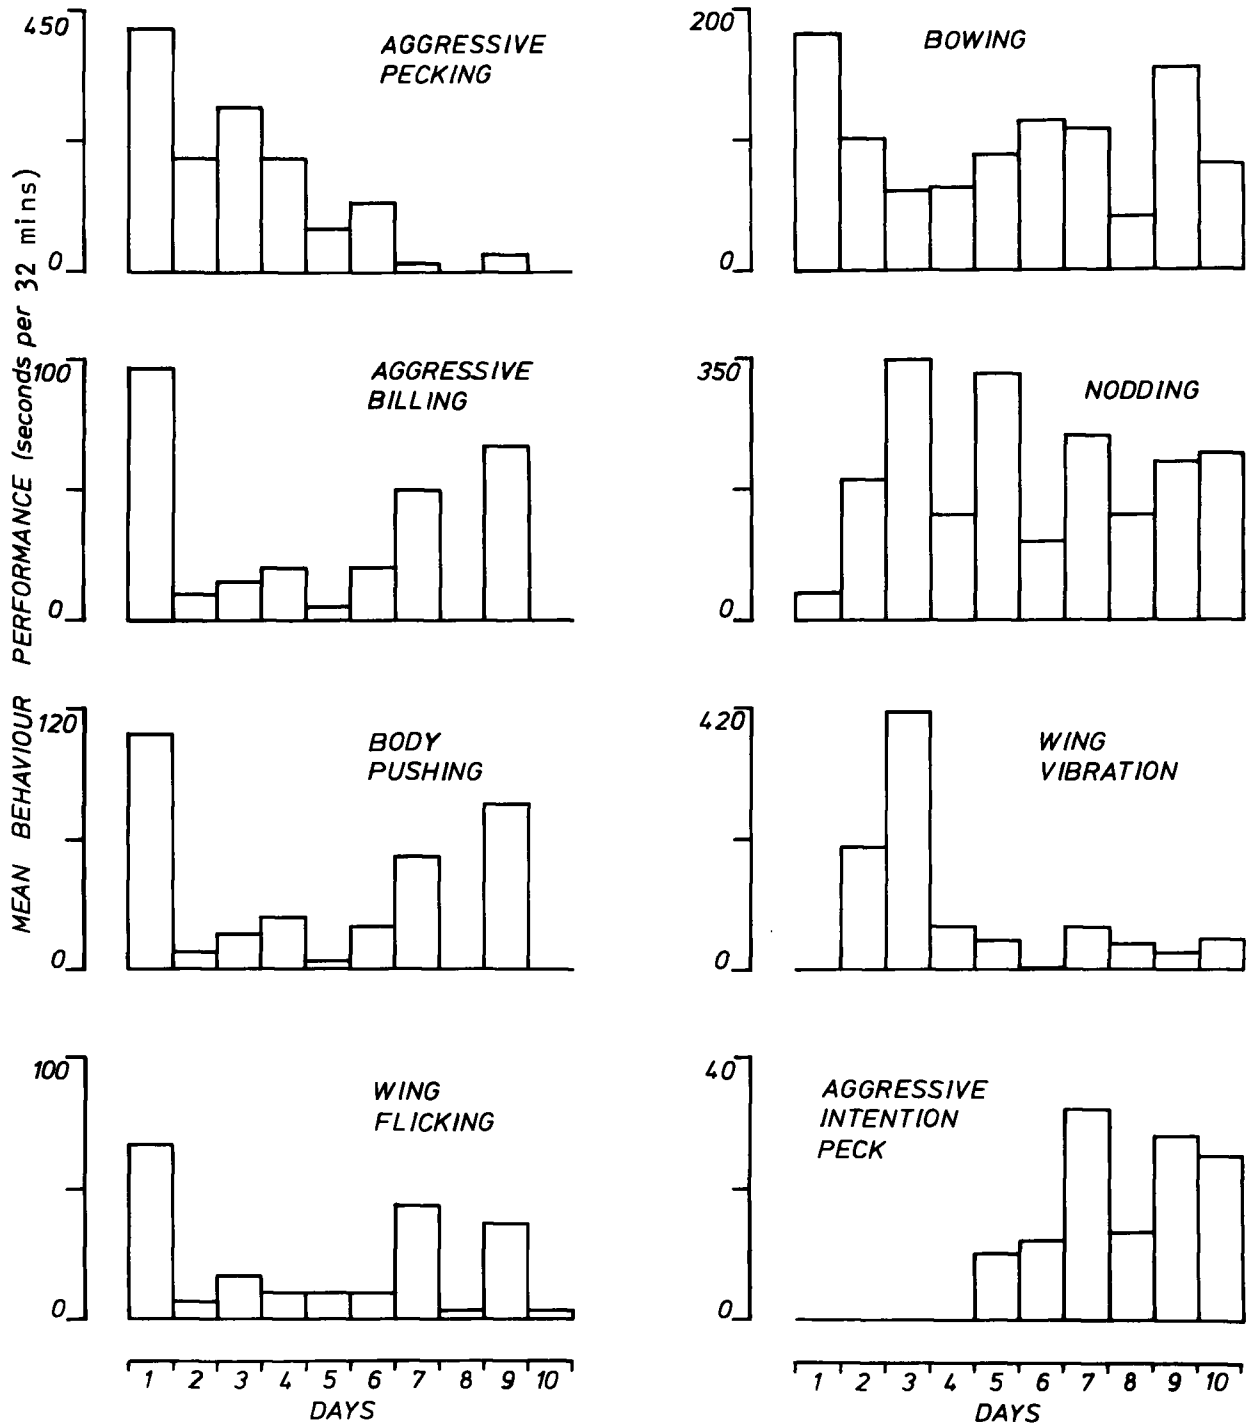 MEAN BEHAVIOUR PERFORMANCE (seconds per 32 mins)
450
0
AGGRESSIVE
PECKING
200
0
BOWING
100
0
AGGRESSIVE
BILLING
350
0
NODDING
120
0
BODY
PUSHING
420
0
WING
VIBRATION
100
0
WING
FLICKING
40
0
AGGRESSIVE
INTENTION
PECK
1 2 3 4 5 6 7 8 9 10
DAYS
1 2 3 4 5 6 7 8 9 10
DAYS